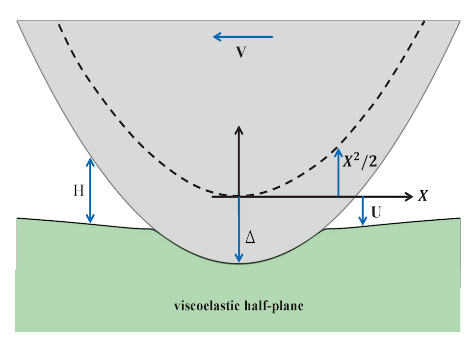 V
X²/2
H
X
U
Δ
viscoelastic half-plane